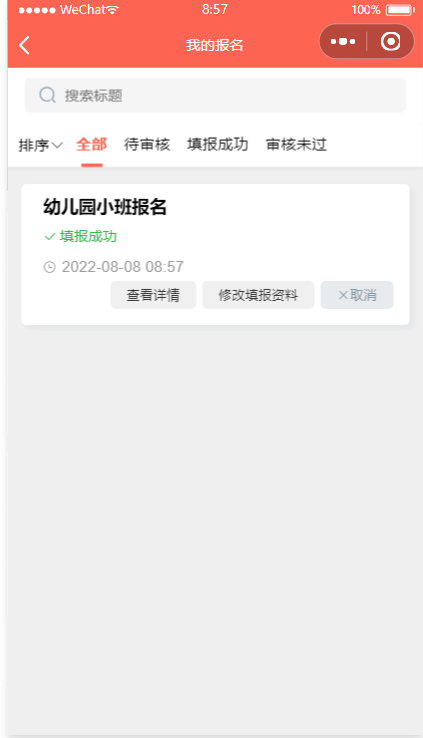 WeChat 8:57 100%
我的报名
搜索标题
排序 全部 待审核 填报成功 审核未过
幼儿园小班报名
填报成功
2022-08-08 08:57
查看详情 修改填报资料 ×取消